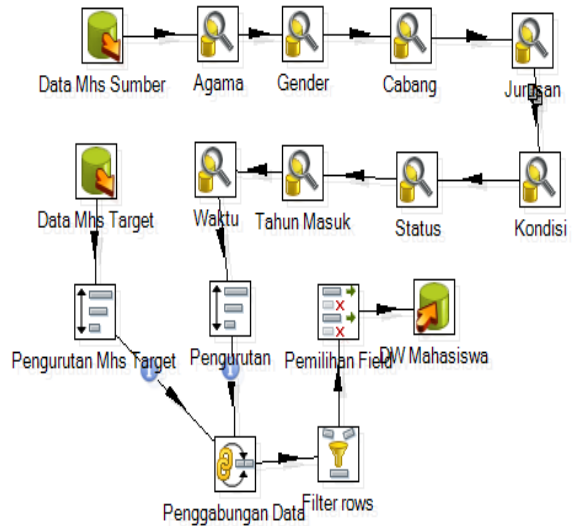 Data Mhs Sumber
Agama
Gender
Cabang
Jurusan
Data Mhs Target
Waktu
Tahun Masuk
Status
Kondisi
Pengurutan Mhs Target
Pengurutan
Pemilihan Field
DW Mahasiswa
Penggabungan Data
Filter rows